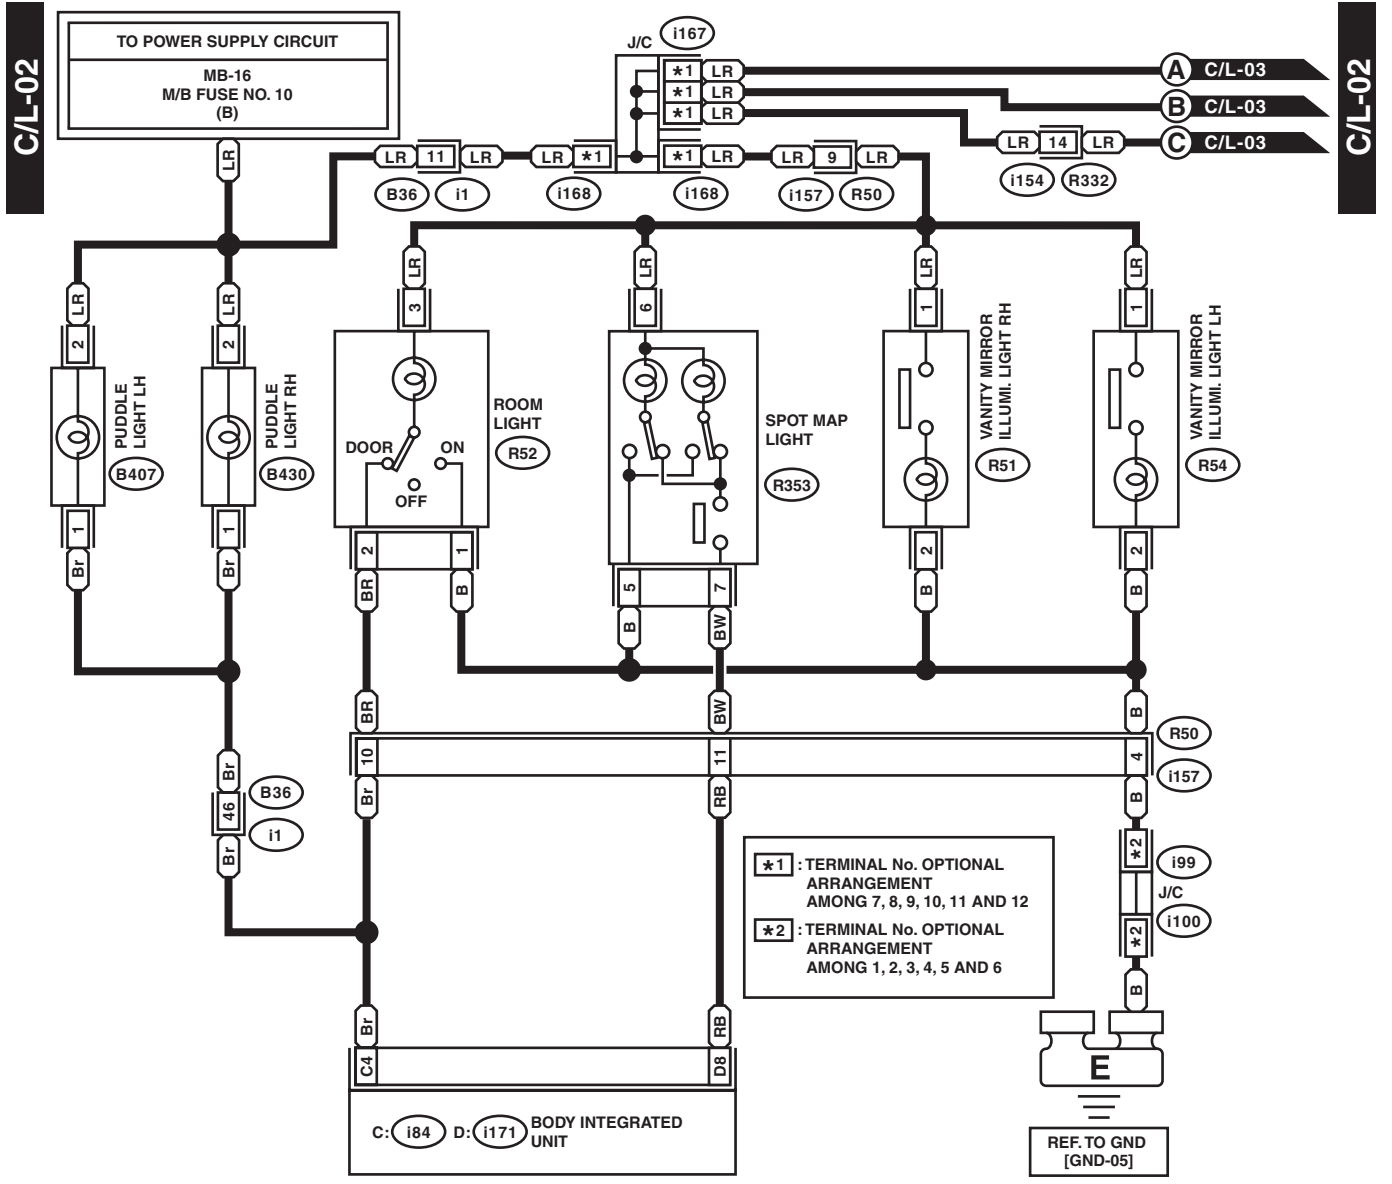 C/L-02
TO POWER SUPPLY CIRCUIT
MB-16
M/B FUSE NO. 10
(B)
J/C
i167
*1 LR
*1 LR
*1 LR
A C/L-03
B C/L-03
C C/L-03
C/L-02
LR
LR 11 LR
LR *1
*1 LR
LR 9 LR
LR 14 LR
B36
i1
i168
i168
i157
R50
i154
R332
LR
LR
LR
LR
LR
LR
2
2
3
6
1
1
PUDDLE
LIGHT LH
B407
PUDDLE
LIGHT RH
B430
ROOM
LIGHT
R52
DOOR
ON
OFF
SPOT MAP
LIGHT
R353
VANITY MIRROR
ILLUMI. LIGHT RH
R51
VANITY MIRROR
ILLUMI. LIGHT LH
R54
1
1
2
1
5
7
2
2
Br
Br
BR
B
B
BW
B
B
BR
BW
B
10
11
4
R50
i157
Br
46
Br
B36
i1
Br
RB
B
*2
i99
J/C
i100
*2
B
*1 : TERMINAL No. OPTIONAL
ARRANGEMENT
AMONG 7, 8, 9, 10, 11 AND 12
*2 : TERMINAL No. OPTIONAL
ARRANGEMENT
AMONG 1, 2, 3, 4, 5 AND 6
Br
RB
C4
D8
C: i84 D: i171 BODY INTEGRATED
UNIT
E
REF. TO GND
[GND-05]